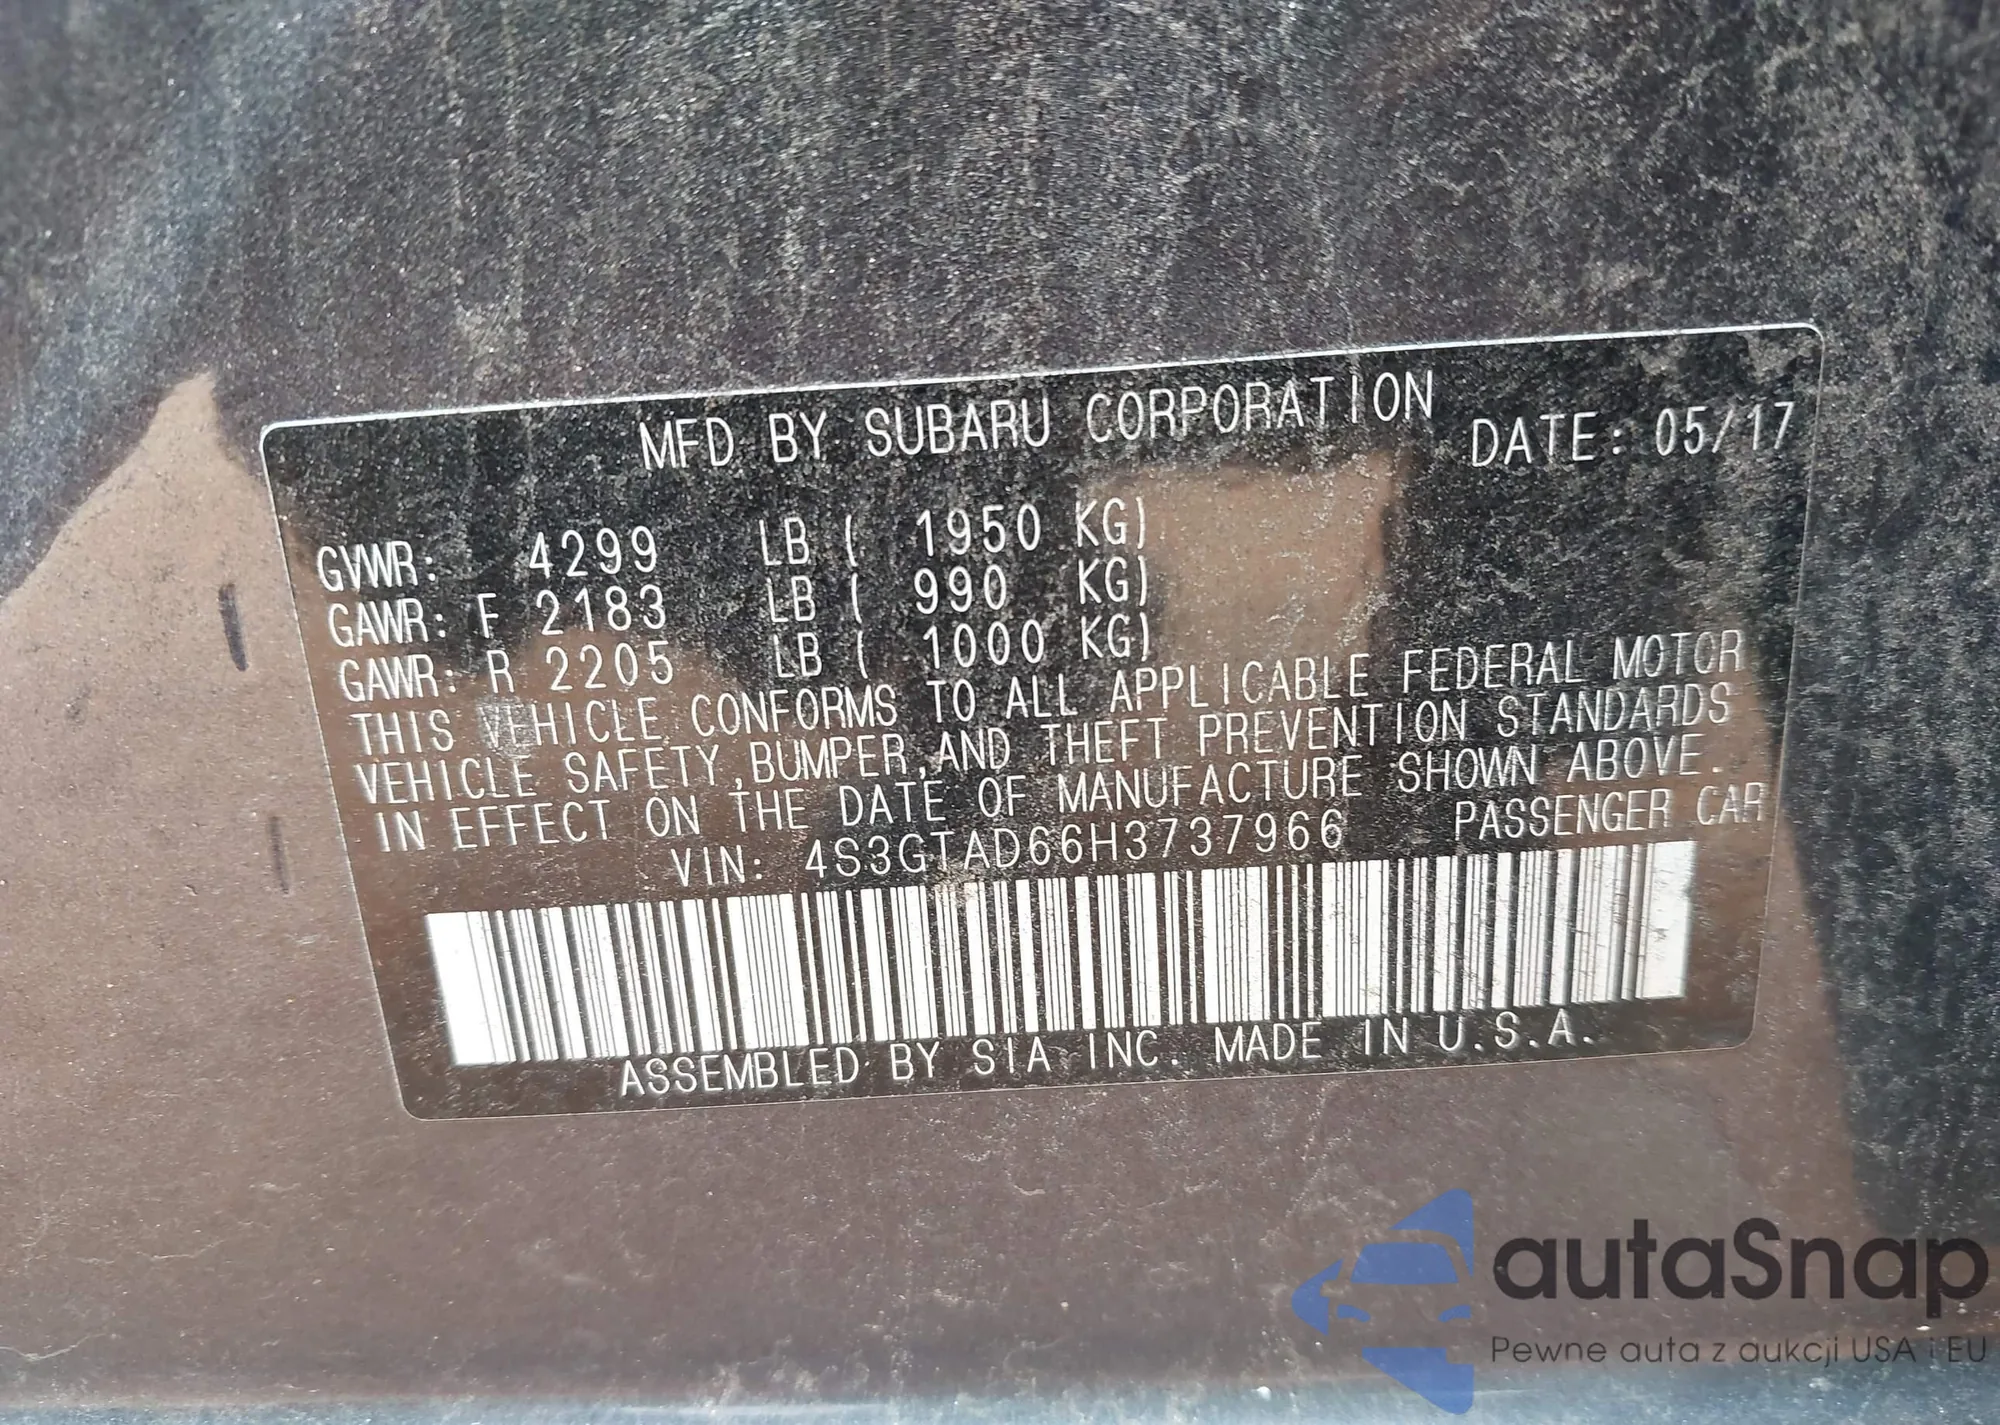 MFD BY SUBARU CORPORATION DATE: 05/17
GVWR: 4299 LB ( 1950 KG)
GAWR: F 2183 LB ( 990 KG)
GAWR: R 2205 LB ( 1000 KG)
THIS VEHICLE CONFORMS TO ALL APPLICABLE FEDERAL MOTOR
VEHICLE SAFETY,BUMPER,AND THEFT PREVENTION STANDARDS
IN EFFECT ON THE DATE OF MANUFACTURE SHOWN ABOVE.
VIN: 4S3GTAD66H3737966 PASSENGER CAR
ASSEMBLED BY SIA INC. MADE IN U.S.A.
autaSnap
Pewne auta z aukcji USA i EU